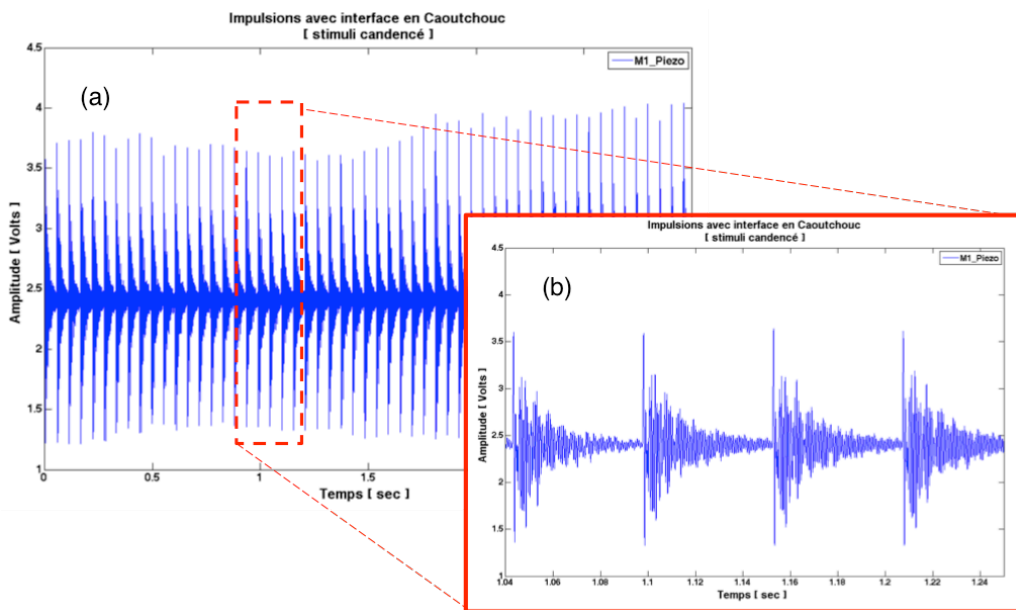 Impulsions avec interface en Caoutchouc
[ stimuli candencé ]
M1_Piezo
(a)
4.5
4
3.5
3
2.5
2
1.5
1
Amplitude [ Volts ]
0
0.5
1
1.5
Temps [ sec ]
Impulsions avec interface en Caoutchouc
[ stimuli candencé ]
M1_Piezo
(b)
4.5
4
3.5
3
2.5
2
1.5
1
Amplitude [ Volts ]
1.04
1.06
1.08
1.1
1.12
1.14
1.16
1.18
1.2
1.22
1.24
Temps [ sec ]